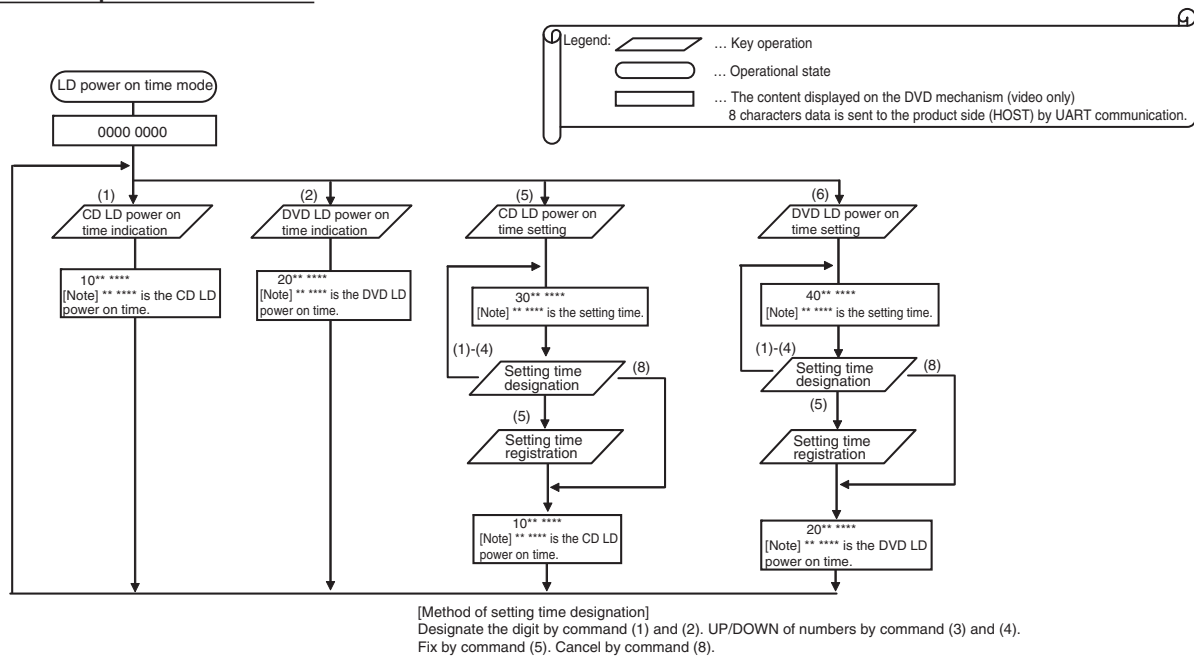 Legend:
... Key operation
... Operational state
... The content displayed on the DVD mechanism (video only)
8 characters data is sent to the product side (HOST) by UART communication.
LD power on time mode
0000 0000
(1)
CD LD power on
time indication
10** ****
[Note] ** **** is the CD LD
power on time.
(2)
DVD LD power on
time indication
20** ****
[Note] ** **** is the DVD LD
power on time.
(5)
CD LD power on
time setting
30** ****
[Note] ** **** is the setting time.
(1)-(4)
Setting time
designation
(8)
(5)
Setting time
registration
10** ****
[Note] ** **** is the CD LD
power on time.
(6)
DVD LD power on
time setting
40** ****
[Note] ** **** is the setting time.
(1)-(4)
Setting time
designation
(8)
(5)
Setting time
registration
20** ****
[Note] ** **** is the DVD LD
power on time.
[Method of setting time designation]
Designate the digit by command (1) and (2). UP/DOWN of numbers by command (3) and (4).
Fix by command (5). Cancel by command (8).